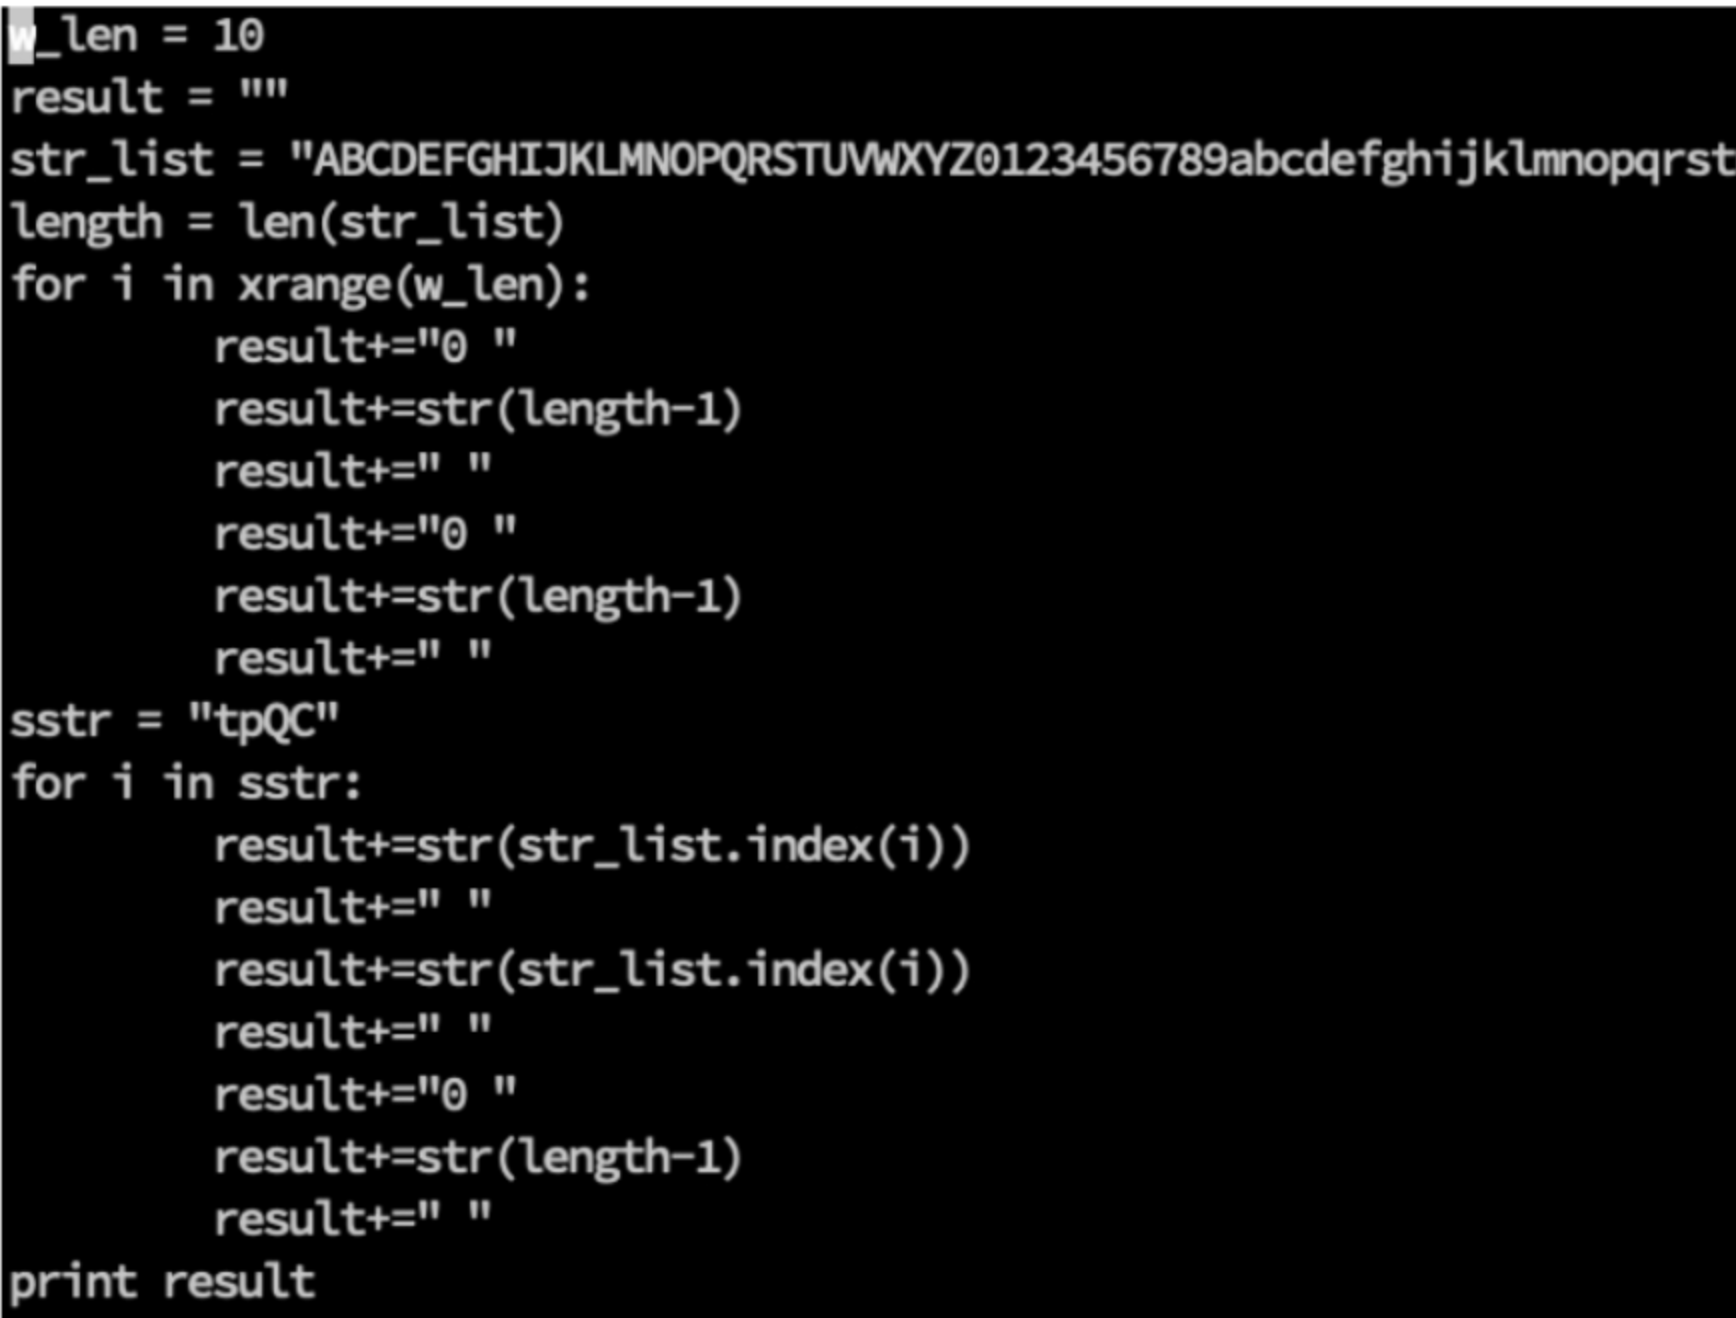 w_len = 10
result = ""
str_list = "ABCDEFGHIJKLMNOPQRSTUVWXYZ0123456789abcdefghijklmnopqrst
length = len(str_list)
for i in xrange(w_len):
        result+="0 "
        result+=str(length-1)
        result+=" "
        result+="0 "
        result+=str(length-1)
        result+=" "
sstr = "tpQC"
for i in sstr:
        result+=str(str_list.index(i))
        result+=" "
        result+=str(str_list.index(i))
        result+=" "
        result+="0 "
        result+=str(length-1)
        result+=" "
print result